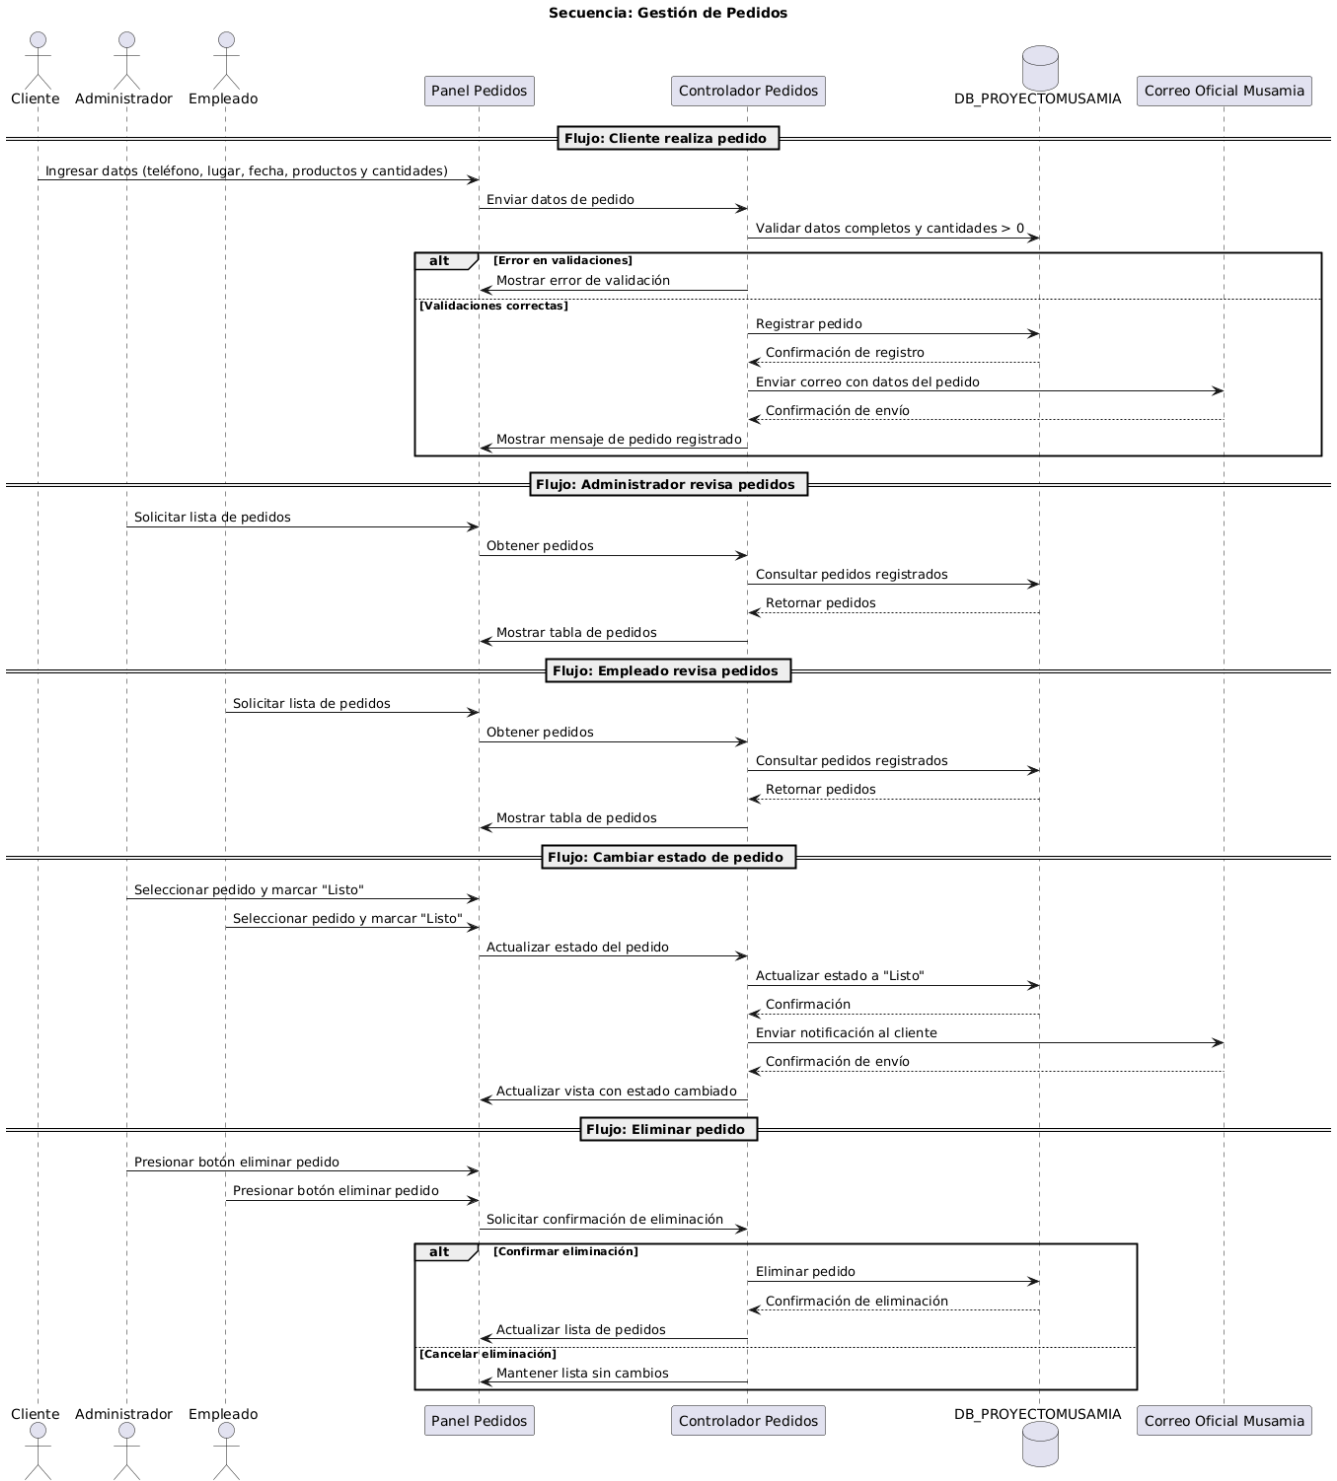 Secuencia: Gestión de Pedidos
Cliente
Administrador
Empleado
Panel Pedidos
Controlador Pedidos
DB_PROYECTOMUSAMIA
Correo Oficial Musamia
Flujo: Cliente realiza pedido
Ingresar datos (teléfono, lugar, fecha, productos y cantidades)
Enviar datos de pedido
Validar datos completos y cantidades > 0
alt
[Error en validaciones]
Mostrar error de validación
[Validaciones correctas]
Registrar pedido
Confirmación de registro
Enviar correo con datos del pedido
Confirmación de envío
Mostrar mensaje de pedido registrado
Flujo: Administrador revisa pedidos
Solicitar lista de pedidos
Obtener pedidos
Consultar pedidos registrados
Retornar pedidos
Mostrar tabla de pedidos
Flujo: Empleado revisa pedidos
Solicitar lista de pedidos
Obtener pedidos
Consultar pedidos registrados
Retornar pedidos
Mostrar tabla de pedidos
Flujo: Cambiar estado de pedido
Seleccionar pedido y marcar "Listo"
Seleccionar pedido y marcar "Listo"
Actualizar estado del pedido
Actualizar estado a "Listo"
Confirmación
Enviar notificación al cliente
Confirmación de envío
Actualizar vista con estado cambiado
Flujo: Eliminar pedido
Presionar botón eliminar pedido
Presionar botón eliminar pedido
Solicitar confirmación de eliminación
alt
[Confirmar eliminación]
Eliminar pedido
Confirmación de eliminación
Actualizar lista de pedidos
[Cancelar eliminación]
Mantener lista sin cambios
Cliente
Administrador
Empleado
Panel Pedidos
Controlador Pedidos
DB_PROYECTOMUSAMIA
Correo Oficial Musamia